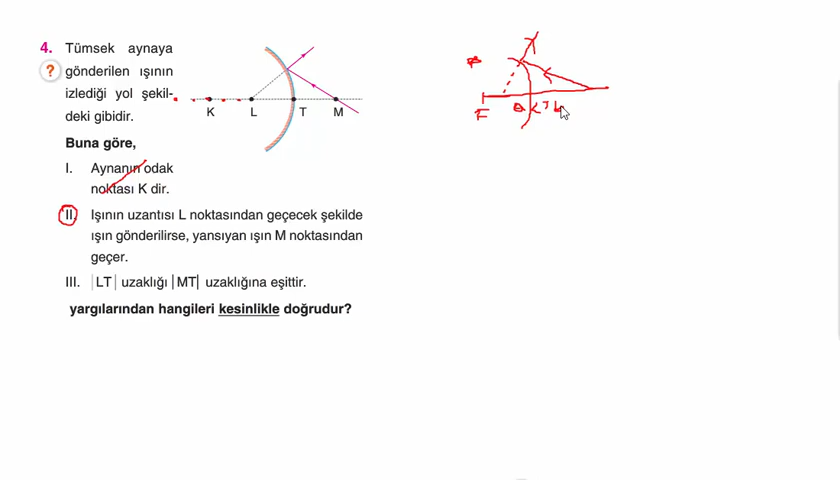 4. Tümsek aynaya
? gönderilen ışının
izlediği yol şekil-
deki gibidir.
K L T M
Buna göre,
I. Aynanın odak
noktası K dir.
II. Işının uzantısı L noktasından geçecek şekilde
ışın gönderilirse, yansıyan ışın M noktasından
geçer.
III. |LT| uzaklığı |MT| uzaklığına eşittir.
yargılarından hangileri kesinlikle doğrudur?
F